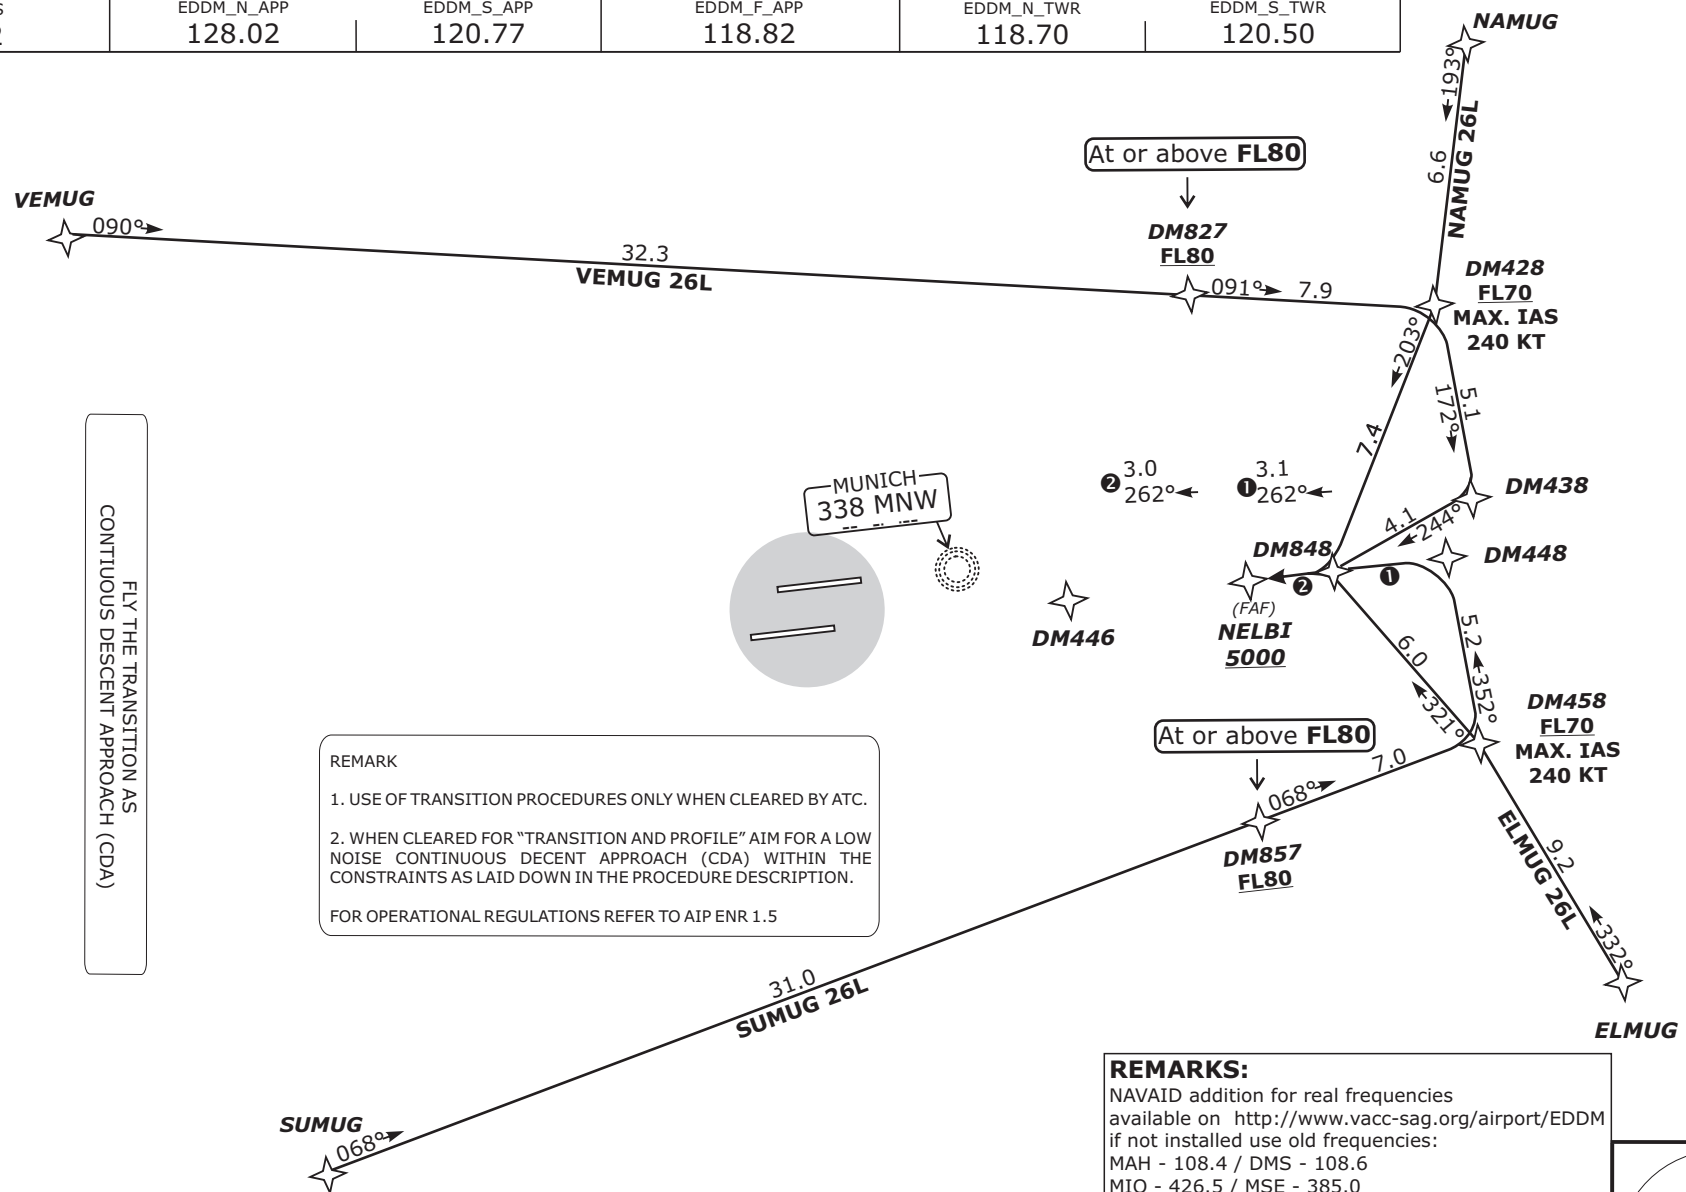 EDDM_N_APP
EDDM_S_APP
EDDM_F_APP
EDDM_N_TWR
EDDM_S_TWR
128.02
120.77
118.82
118.70
120.50
NAMUG
193°
6.6
NAMUG 26L
At or above FL80
VEMUG
090°
32.3
VEMUG 26L
DM827
FL80
091°
7.9
DM428
FL70
MAX. IAS
240 KT
203°
7.4
172°
5.1
❷ 3.0
262°
❶ 3.1
262°
MUNICH
338 MNW
DM438
4.1
244°
DM848
DM448
❶
❷
(FAF)
NELBI
5000
DM446
5.2
352°
6.0
321°
DM458
FL70
MAX. IAS
240 KT
At or above FL80
7.0
068°
DM857
FL80
FLY THE TRANSITION AS
CONTIUOUS DESCENT APPROACH (CDA)
REMARK
1. USE OF TRANSITION PROCEDURES ONLY WHEN CLEARED BY ATC.
2. WHEN CLEARED FOR “TRANSITION AND PROFILE” AIM FOR A LOW
NOISE CONTINUOUS DECENT APPROACH (CDA) WITHIN THE
CONSTRAINTS AS LAID DOWN IN THE PROCEDURE DESCRIPTION.
FOR OPERATIONAL REGULATIONS REFER TO AIP ENR 1.5
9.2
ELMUG 26L
332°
ELMUG
31.0
SUMUG 26L
SUMUG
068°
REMARKS:
NAVAID addition for real frequencies
available on http://www.vacc-sag.org/airport/EDDM
if not installed use old frequencies:
MAH - 108.4 / DMS - 108.6
MIQ - 426.5 / MSE - 385.0